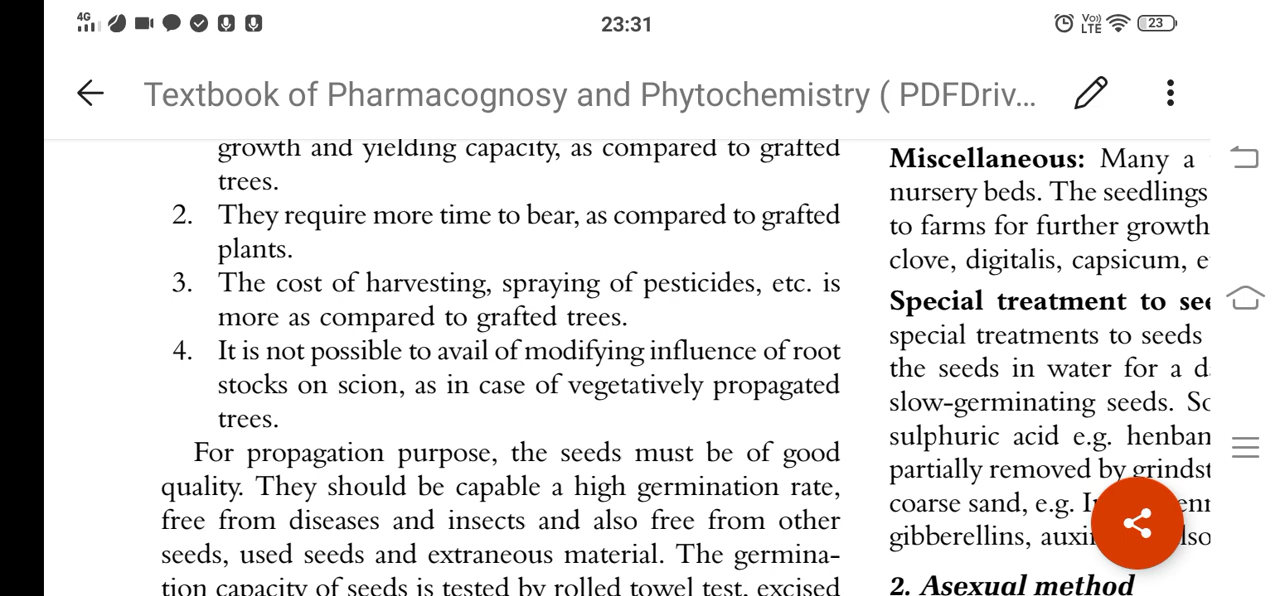 4G
23:31
Vo))
LTE
23
Textbook of Pharmacognosy and Phytochemistry ( PDFDriv...
growth and yielding capacity, as compared to grafted
trees.
2. They require more time to bear, as compared to grafted
plants.
3. The cost of harvesting, spraying of pesticides, etc. is
more as compared to grafted trees.
4. It is not possible to avail of modifying influence of root
stocks on scion, as in case of vegetatively propagated
trees.
For propagation purpose, the seeds must be of good
quality. They should be capable a high germination rate,
free from diseases and insects and also free from other
seeds, used seeds and extraneous material. The germina-
tion capacity of seeds is tested by rolled towel test, excised
Miscellaneous: Many a
nursery beds. The seedlings
to farms for further growth
clove, digitalis, capsicum,
Special treatment to
special treatments to seeds
the seeds in water for a
slow-germinating seeds.
sulphuric acid e.g.
partially removed by
coarse sand, e.g.
gibberellins,
2. Asexual method